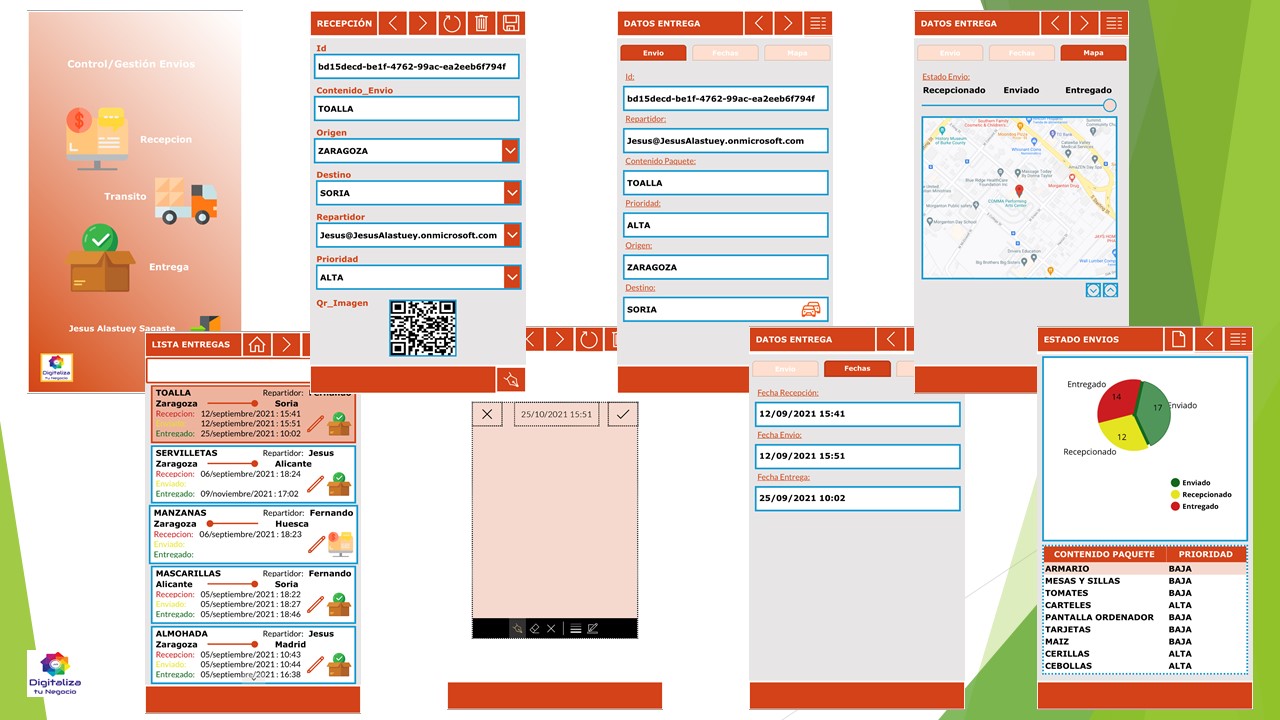 Control/Gestión Envios
Recepcion
Transito
Entrega
Jesus Alastuey Sagaste
Digitaliza
tu Negocio
RECEPCIÓN
Id
bd15decd-be1f-4762-99ac-ea2eeb6f794f
Contenido_Envio
TOALLA
Origen
ZARAGOZA
Destino
SORIA
Repartidor
Jesus@JesusAlastuey.onmicrosoft.com
Prioridad
ALTA
Qr_Imagen
DATOS ENTREGA
Envio Fechas Mapa
Id:
bd15decd-be1f-4762-99ac-ea2eeb6f794f
Repartidor:
Jesus@JesusAlastuey.onmicrosoft.com
Contenido Paquete:
TOALLA
Prioridad:
ALTA
Origen:
ZARAGOZA
Destino:
SORIA
DATOS ENTREGA
Envio Fechas Mapa
Estado Envio:
Recepcionado Enviado Entregado
LISTA ENTREGAS
TOALLA Repartidor: Fernando
Zaragoza Soria
Recepcion: 12/septiembre/2021 : 15:41
Enviado: 12/septiembre/2021 : 15:51
Entregado: 25/septiembre/2021 : 10:02
SERVILLETAS Repartidor: Jesus
Zaragoza Alicante
Recepcion: 06/septiembre/2021 : 18:24
Enviado:
Entregado: 09/noviembre/2021 : 17:02
MANZANAS Repartidor: Fernando
Zaragoza Huesca
Recepcion: 06/septiembre/2021 : 18:23
Enviado:
Entregado:
MASCARILLAS Repartidor: Fernando
Alicante Soria
Recepcion: 05/septiembre/2021 : 18:22
Enviado: 05/septiembre/2021 : 18:27
Entregado: 05/septiembre/2021 : 18:46
ALMOHADA Repartidor: Jesus
Zaragoza Madrid
Recepcion: 05/septiembre/2021 : 10:43
Enviado: 05/septiembre/2021 : 10:44
Entregado: 05/septiembre/2021 : 16:38
25/10/2021 15:51
DATOS ENTREGA
Envio Fechas
Fecha Recepción:
12/09/2021 15:41
Fecha Envio:
12/09/2021 15:51
Fecha Entrega:
25/09/2021 10:02
ESTADO ENVIOS
Entregado
14
17
Enviado
12
Recepcionado
Enviado
Recepcionado
Entregado
CONTENIDO PAQUETE PRIORIDAD
ARMARIO BAJA
MESAS Y SILLAS BAJA
TOMATES BAJA
CARTELES ALTA
PANTALLA ORDENADOR BAJA
TARJETAS BAJA
MAIZ BAJA
CERILLAS ALTA
CEBOLLAS ALTA
Digitaliza
tu Negocio